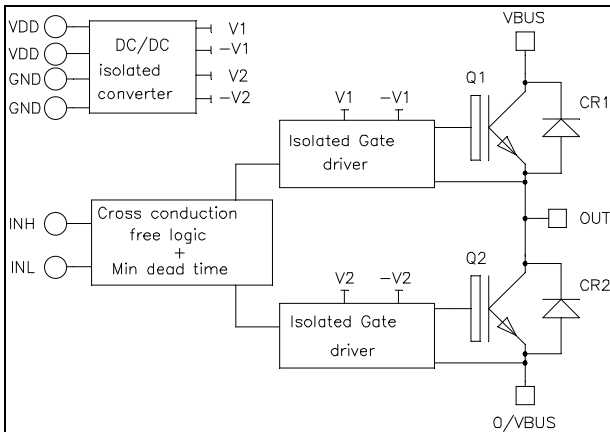 VDD
VDD
GND
GND
DC/DC
isolated
converter
V1
-V1
V2
-V2
VBUS
Q1
CR1
V1 -V1
Isolated Gate
driver
INH
INL
Cross conduction
free logic
+
Min dead time
OUT
Q2
CR2
V2 -V2
Isolated Gate
driver
0/VBUS